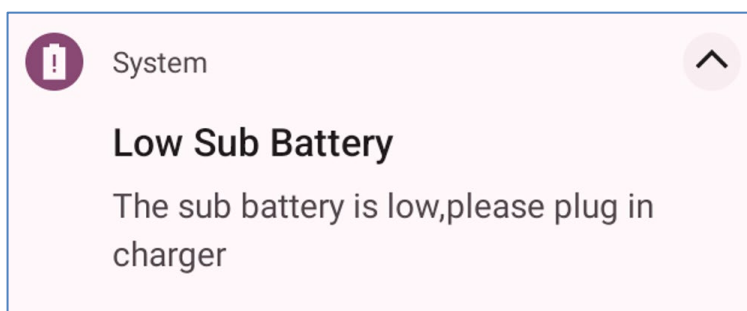 System
Low Sub Battery
The sub battery is low,please plug in
charger